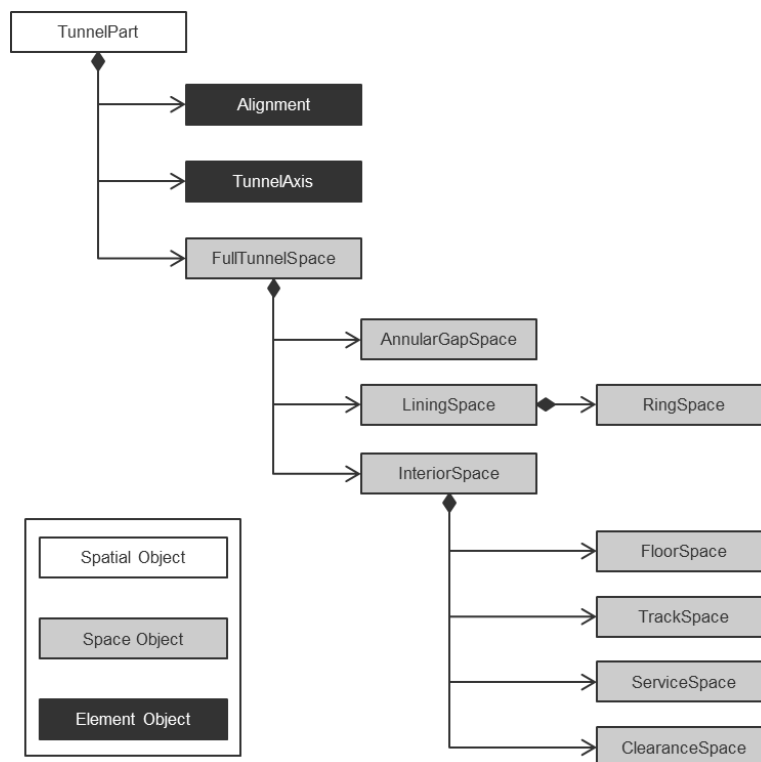 TunnelPart
Alignment
TunnelAxis
FullTunnelSpace
AnnularGapSpace
LiningSpace
RingSpace
InteriorSpace
FloorSpace
TrackSpace
ServiceSpace
ClearanceSpace
Spatial Object
Space Object
Element Object